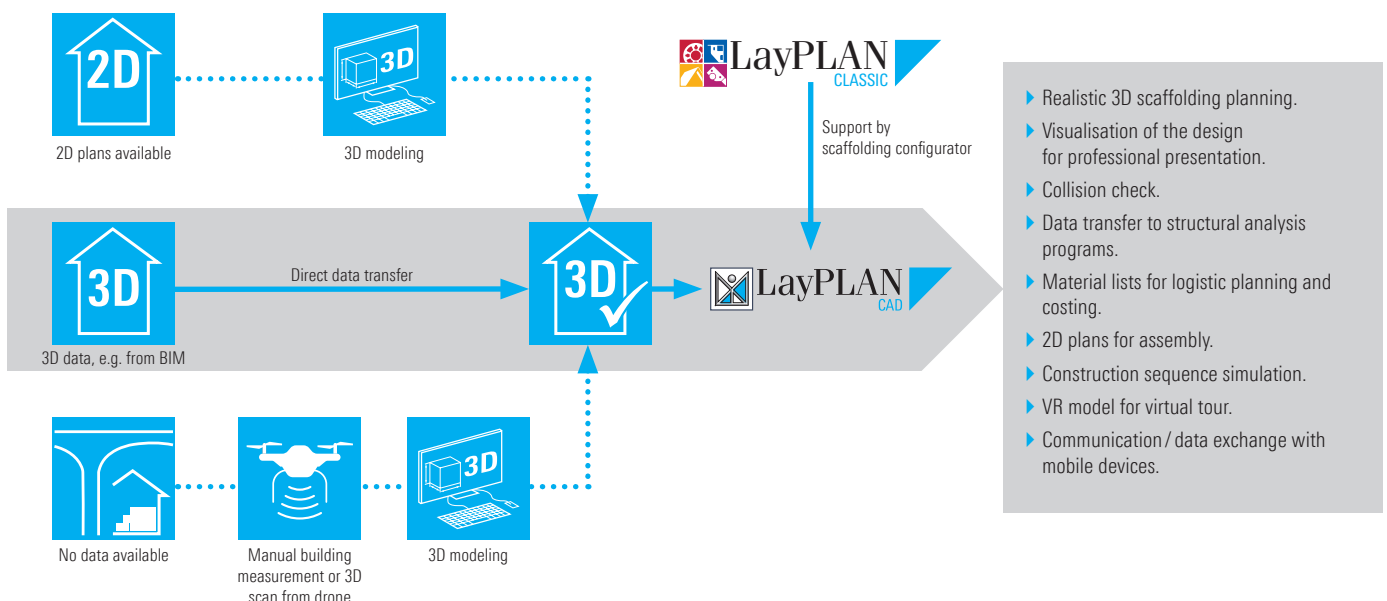 2D
2D plans available
3D
3D modeling
LayPLAN
CLASSIC
Support by
scaffolding configurator
3D
3D data, e.g. from BIM
Direct data transfer
3D
LayPLAN
CAD
No data available
Manual building
measurement or 3D
scan from drone
3D
3D modeling
Realistic 3D scaffolding planning.
Visualisation of the design
for professional presentation.
Collision check.
Data transfer to structural analysis
programs.
Material lists for logistic planning and
costing.
2D plans for assembly.
Construction sequence simulation.
VR model for virtual tour.
Communication / data exchange with
mobile devices.